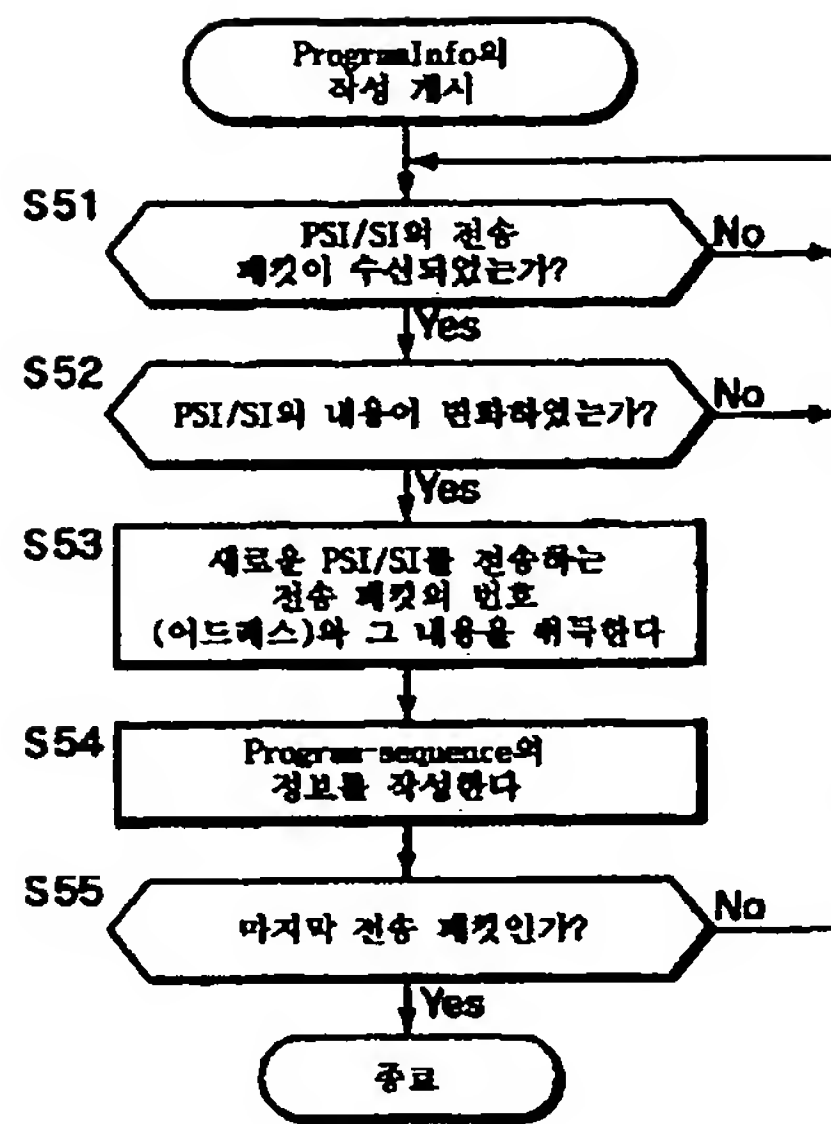 ProgramInfo의
작성 개시
S51
PSI/SI의 전송
패킷이 수신되었는가?
No
Yes
S52
PSI/SI의 내용이 변화하였는가?
No
Yes
S53
새로운 PSI/SI를 전송하는
전송 패킷의 번호
(어드레스)와 그 내용을 취득한다
S54
Program-sequence의
정보를 작성한다
S55
마지막 전송 패킷인가?
No
Yes
종료